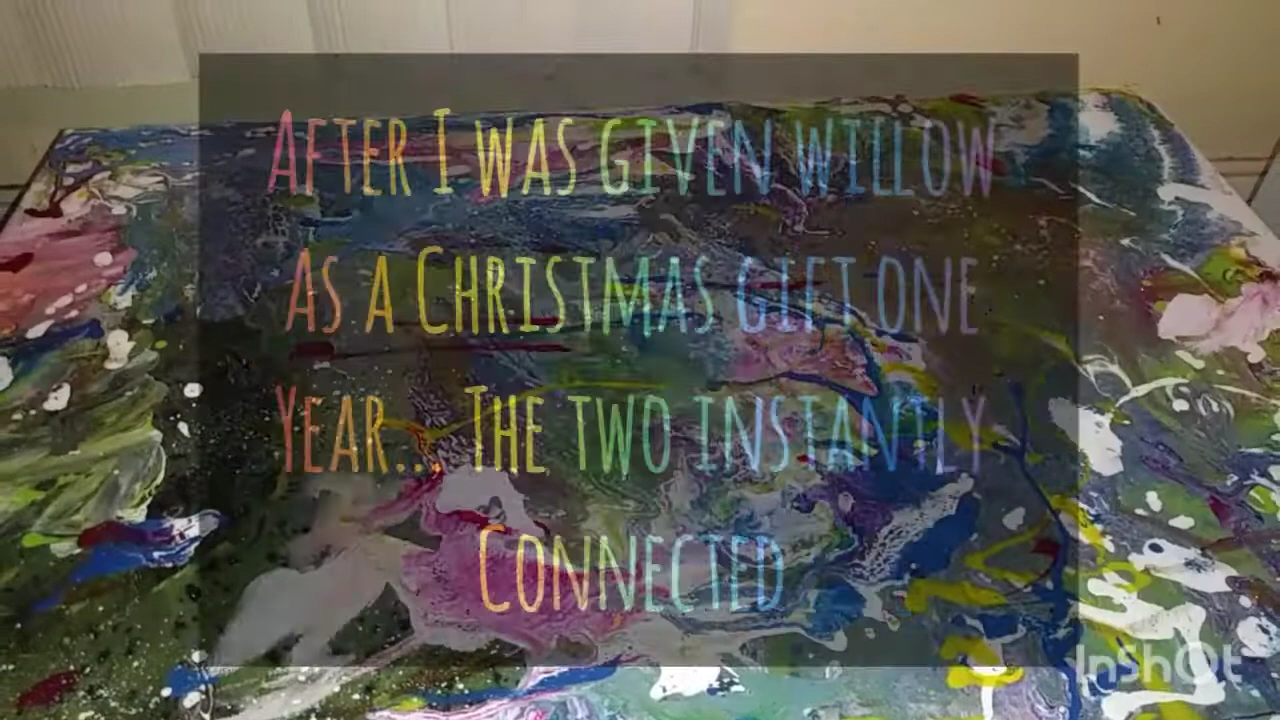 After I was given willow
As a Christmas gift one
Year... The two instantly
Connected
InShOt